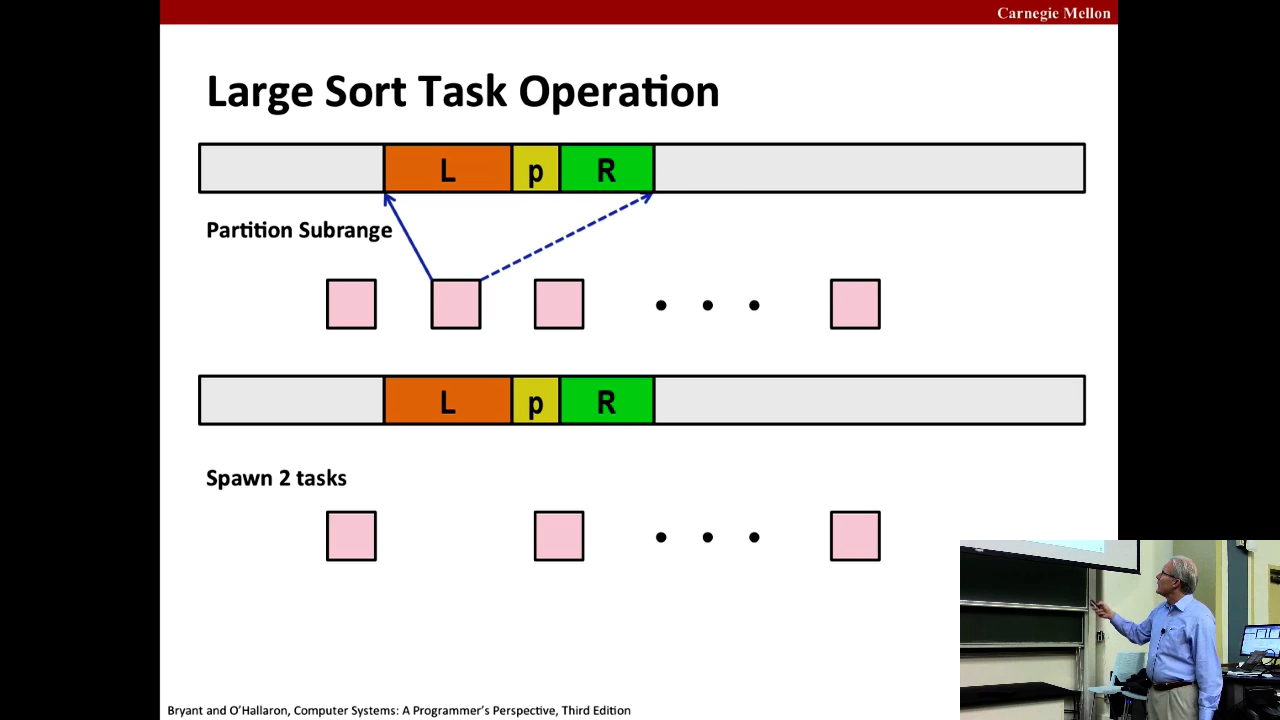 Carnegie Mellon
Large Sort Task Operation
L p R
Partition Subrange
L p R
Spawn 2 tasks
Bryant and O'Hallaron, Computer Systems: A Programmer's Perspective, Third Edition